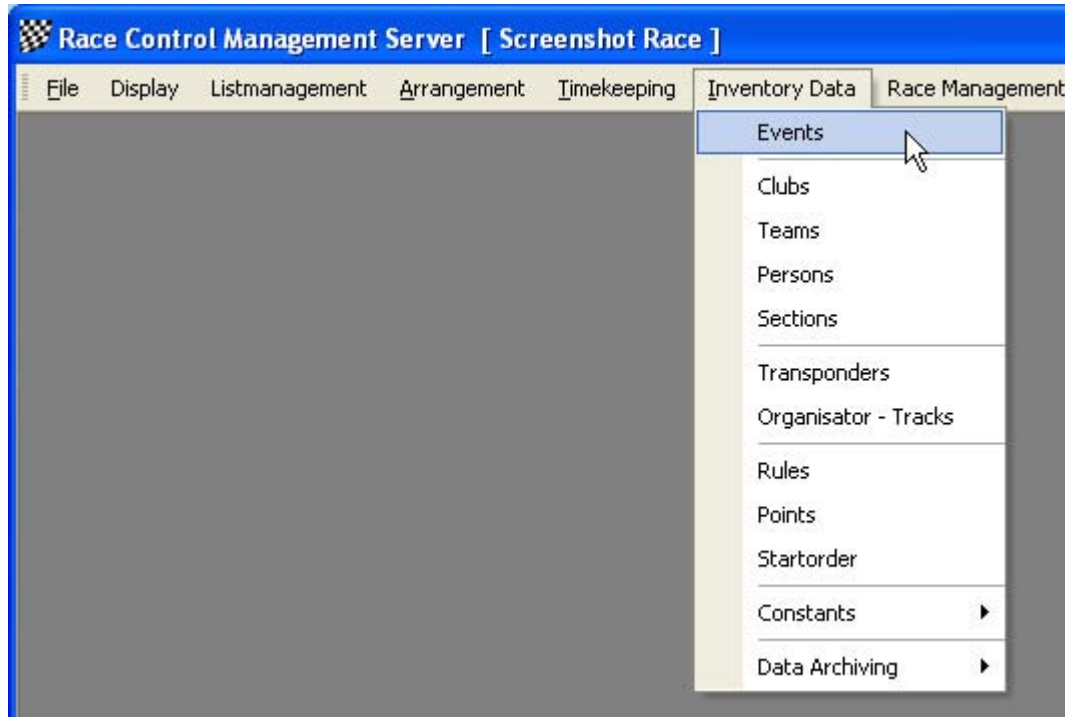 Race Control Management Server [ Screenshot Race ]
File Display Listmanagement Arrangement Timekeeping Inventory Data Race Management
Events
Clubs
Teams
Persons
Sections
Transponders
Organisator - Tracks
Rules
Points
Startorder
Constants
Data Archiving